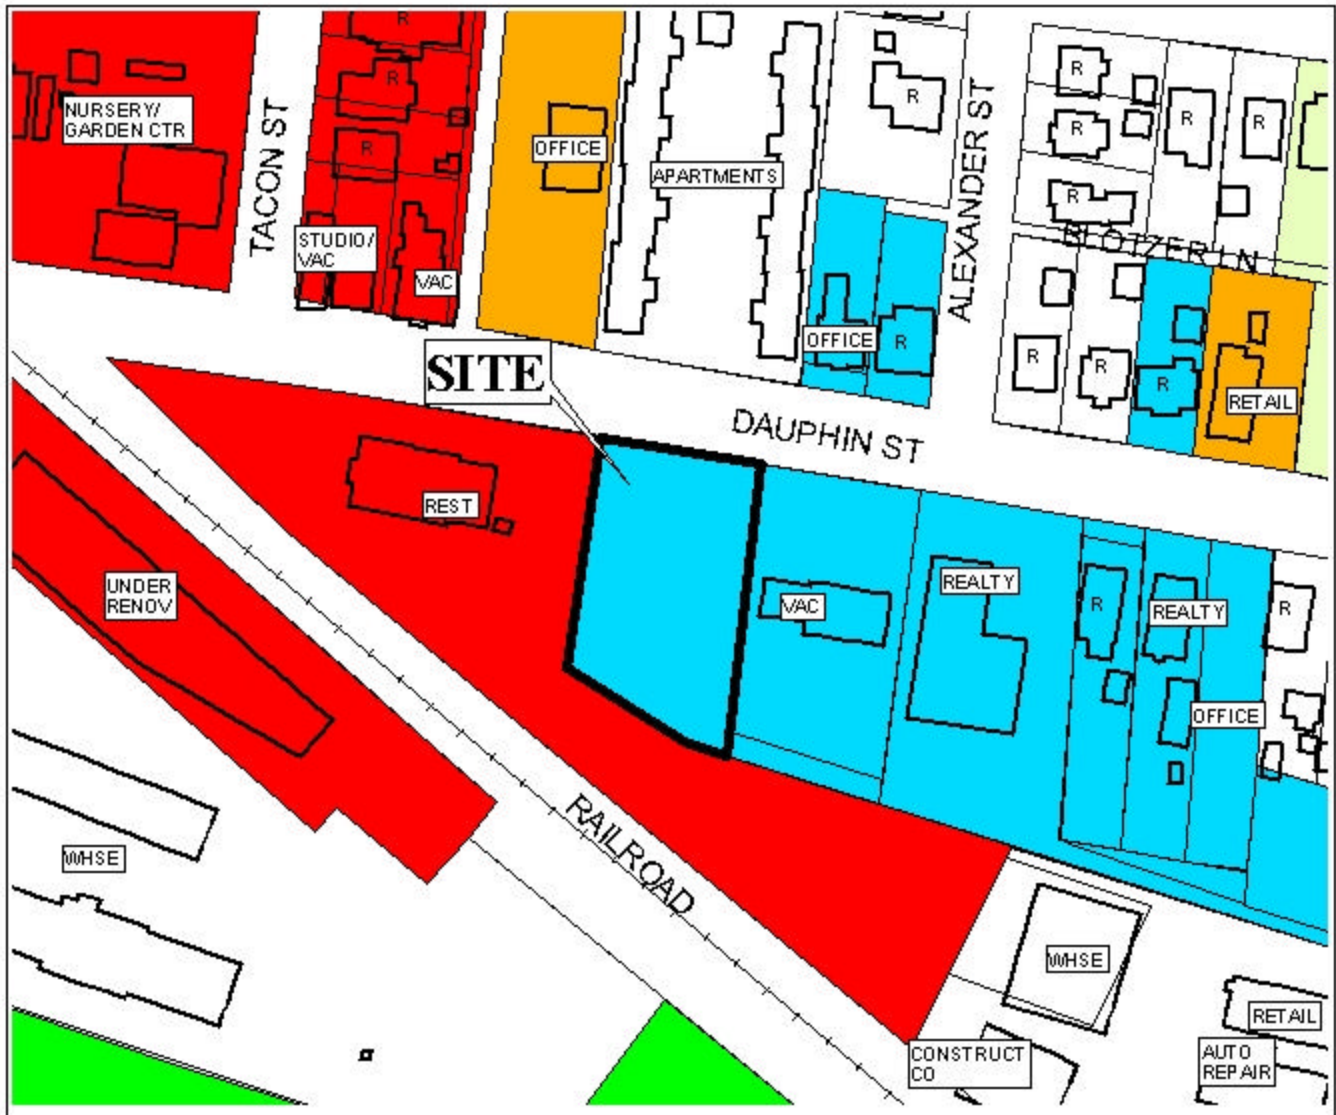 R
R
R
NURSERY/
GARDEN CTR
TACON ST
R
OFFICE
APARTMENTS
R
ALEXANDER ST
R
R
R
R
R
STUDIO/
VAC
VAC
OFFICE
R
R
R
R
RETAIL
SITE
DAUPHIN ST
REST
UNDER
RENOV
VAC
REALTY
R
REALTY
R
OFFICE
RAILROAD
WHSE
WHSE
RETAIL
CONSTRUCT
CO
AUTO
REPAIR